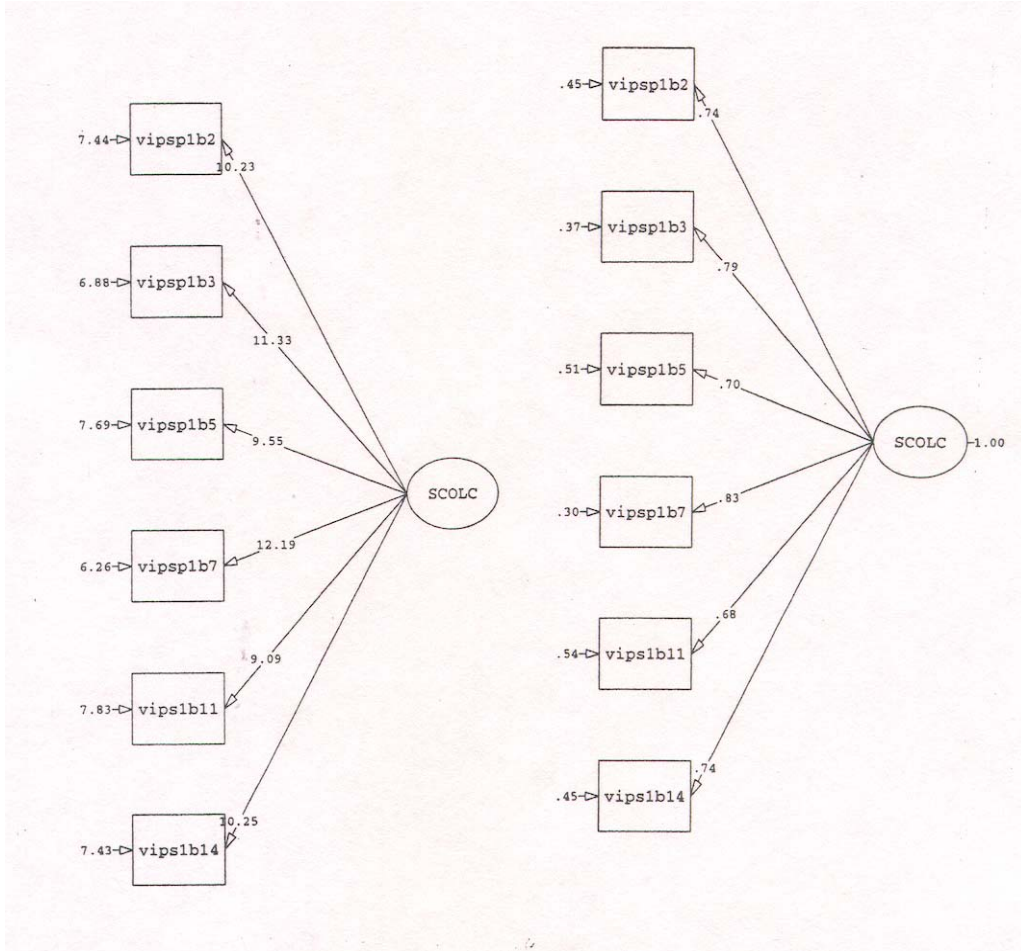 7.44 vipsp1b2
10.23
6.88 vipsp1b3
11.33
7.69 vipsp1b5
9.55
SCOLC
6.26 vipsp1b7
12.19
9.09
7.83 vips1b11
10.25
7.43 vips1b14
.45 vipsp1b2
.74
.37 vipsp1b3
.79
.51 vipsp1b5
.70
SCOLC 1.00
.30 vipsp1b7
.83
.68
.54 vips1b11
.74
.45 vips1b14